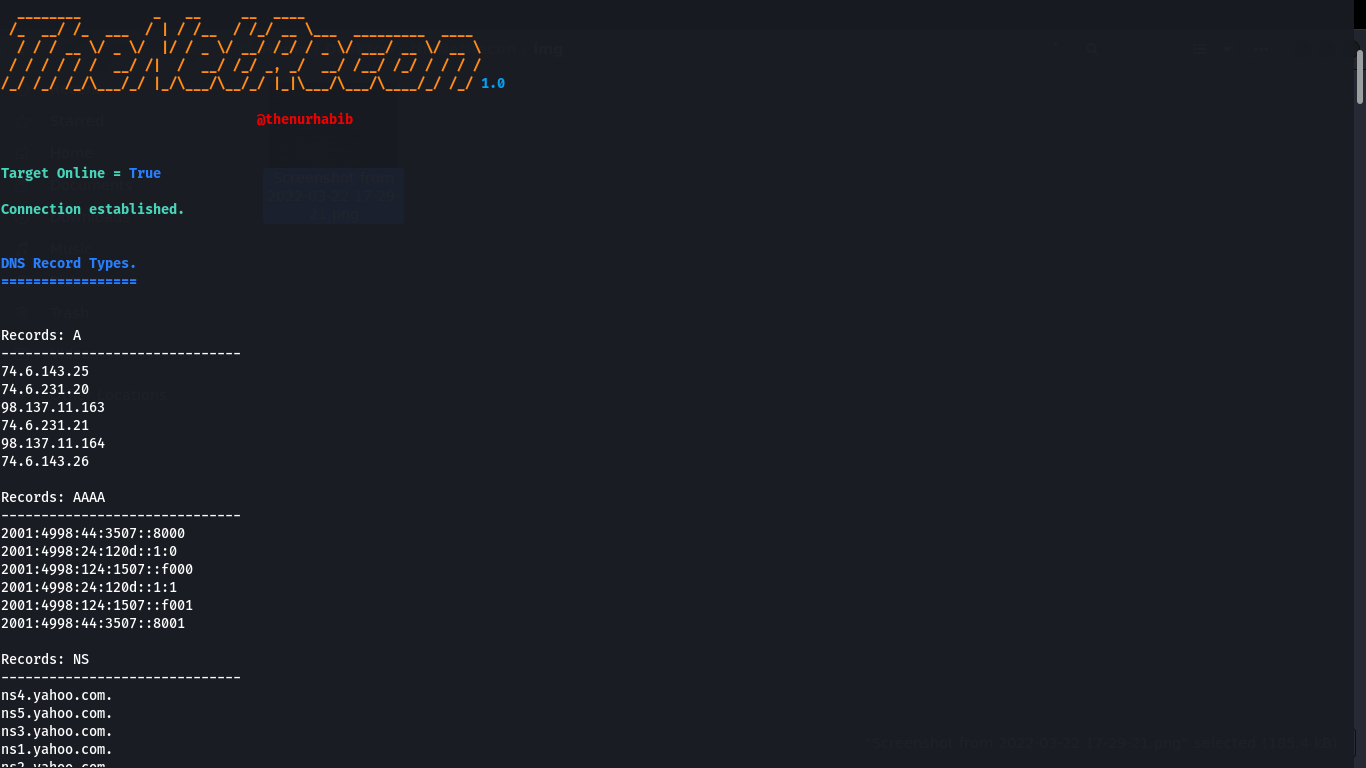 TheNetRecon 1.0
@thenurhabib
Target Online = True
Connection established.
DNS Record Types.
=================
Records: A
------------------------------
74.6.143.25
74.6.231.20
98.137.11.163
74.6.231.21
98.137.11.164
74.6.143.26
Records: AAAA
------------------------------
2001:4998:44:3507::8000
2001:4998:24:120d::1:0
2001:4998:124:1507::f000
2001:4998:24:120d::1:1
2001:4998:124:1507::f001
2001:4998:44:3507::8001
Records: NS
------------------------------
ns4.yahoo.com.
ns5.yahoo.com.
ns3.yahoo.com.
ns1.yahoo.com.
ns2.yahoo.com.